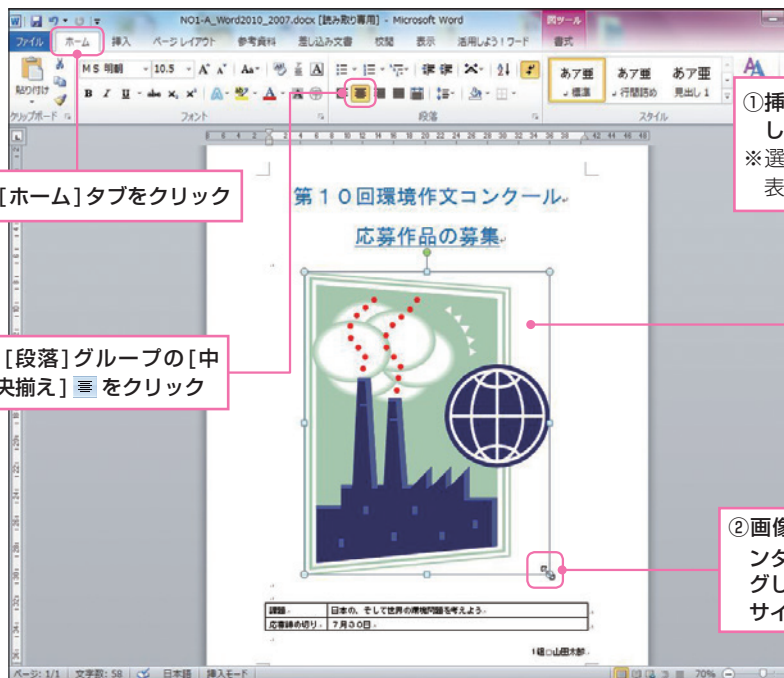 NO1-A_Word2010_2007.docx [読み取り専用] - Microsoft Word
図ツール
ファイル ホーム 挿入 ページ レイアウト 参考資料 差し込み文書 校閲 表示 活用しよう!ワード 書式
MS 明朝 10.5
貼り付け
B I U abc x₂ x²
あア亜 あア亜 あア亜
標準 行間詰め 見出し 1
クリップボード フォント 段落 スタイル
①挿
し
※選
表
[ホーム]タブをクリック
第10回環境作文コンクール
応募作品の募集
[段落]グループの[中
央揃え] をクリック
②画像
ンタ
グし
サイ
課題 日本の、そして世界の環境問題を考えよう
応募締め切り 7月30日
1組□山田太郎
ページ: 1/1 文字数: 58 日本語 挿入モード 70%